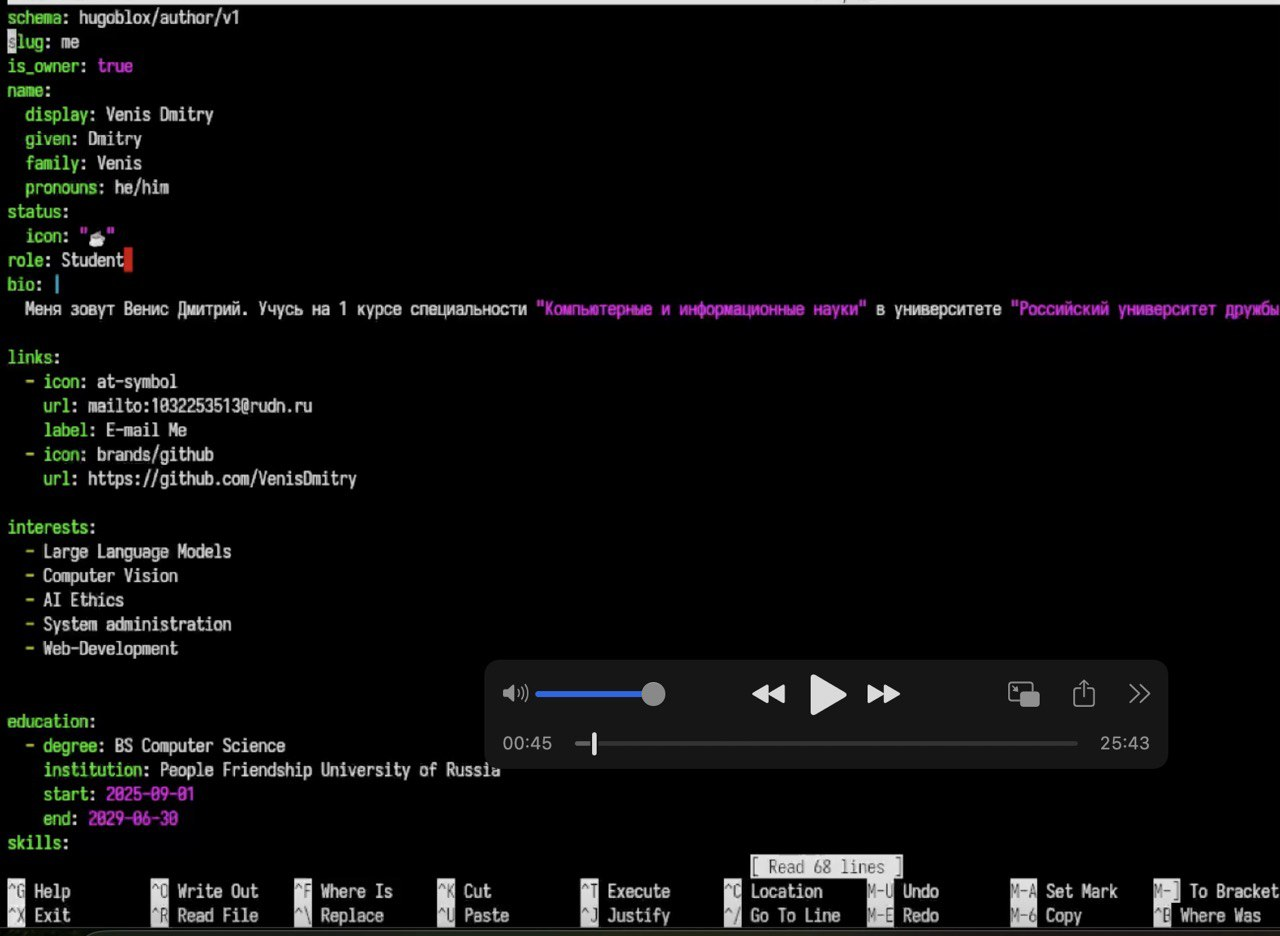 schema: hugoblox/author/v1
slug: me
is_owner: true
name:
  display: Venis Dmitry
  given: Dmitry
  family: Venis
  pronouns: he/him
status:
  icon: "☕"
role: Student
bio: |
  Меня зовут Венис Дмитрий. Учусь на 1 курсе специальности "Компьютерные и информационные науки" в университете "Российский университет дружбы
links:
  - icon: at-symbol
    url: mailto:1032253513@rudn.ru
    label: E-mail Me
  - icon: brands/github
    url: https://github.com/VenisDmitry
interests:
  - Large Language Models
  - Computer Vision
  - AI Ethics
  - System administration
  - Web-Development
education:
  - degree: BS Computer Science
    institution: People Friendship University of Russia
    start: 2025-09-01
    end: 2029-06-30
skills:
00:45 25:43
[ Read 68 lines ]
^G Help ^O Write Out ^F Where Is ^K Cut ^T Execute ^C Location M-U Undo M-A Set Mark M-] To Bracket
^X Exit ^R Read File ^\ Replace ^U Paste ^J Justify ^/ Go To Line M-E Redo M-6 Copy ^B Where Was